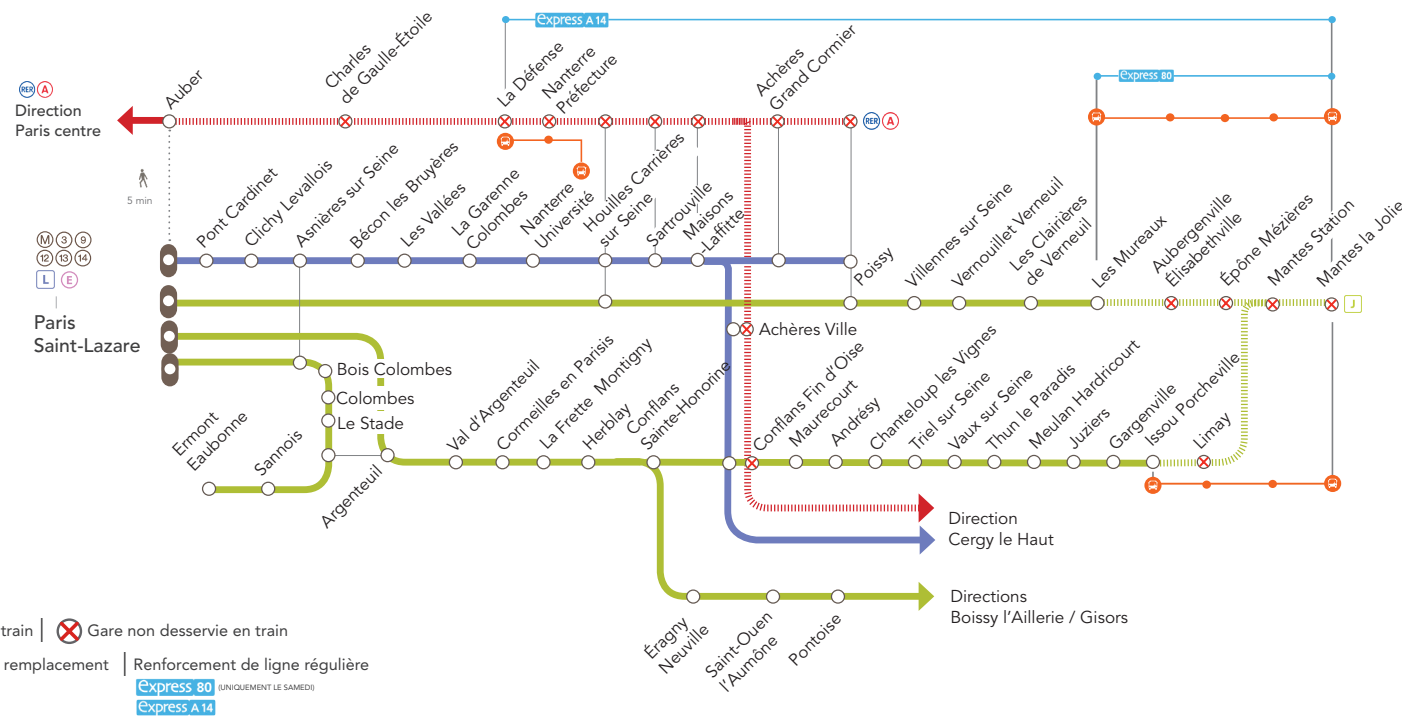 express A 14
express 80
RER A
Direction
Paris centre
Auber
Charles
de Gaulle-Étoile
La Défense
Nanterre
Préfecture
Achères
Grand Cormier
RER A
5 min
M 3 9
12 13 14
L E
Paris
Saint-Lazare
Pont Cardinet
Clichy Levallois
Asnières sur Seine
Bécon les Bruyères
Les Vallées
La Garenne
Colombes
Nanterre
Université
Houilles Carrières
sur Seine
Sartrouville
Maisons
-Laffitte
Poissy
Villennes sur Seine
Vernouillet Verneuil
Les Clairières
de Verneuil
Les Mureaux
Aubergenville
Élisabethville
Épône Mézières
Mantes Station
Mantes la Jolie
J
Achères Ville
Bois Colombes
Colombes
Le Stade
Ermont
Eaubonne
Sannois
Argenteuil
Val d'Argenteuil
Cormeilles en Parisis
La Frette Montigny
Herblay
Conflans
Sainte-Honorine
Conflans Fin d'Oise
Maurecourt
Andrésy
Chanteloup les Vignes
Triel sur Seine
Vaux sur Seine
Thun le Paradis
Meulan Hardricourt
Juziers
Gargenville
Issou Porcheville
Limay
Direction
Cergy le Haut
Directions
Boissy l'Aillerie / Gisors
Éragny
Neuville
Saint-Ouen
l'Aumône
Pontoise
train | Gare non desservie en train
remplacement | Renforcement de ligne régulière
express 80 (UNIQUEMENT LE SAMEDI)
express A 14